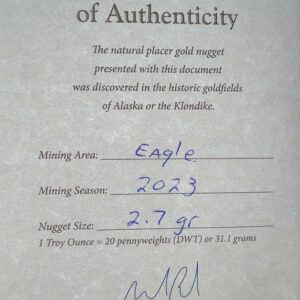 of Authenticity
The natural placer gold nugget
presented with this document
was discovered in the historic goldfields
of Alaska or the Klondike.
Mining Area: Eagle
Mining Season: 2023
Nugget Size: 2.7 gr
1 Troy Ounce = 20 pennyweights (DWT) or 31.1 grams